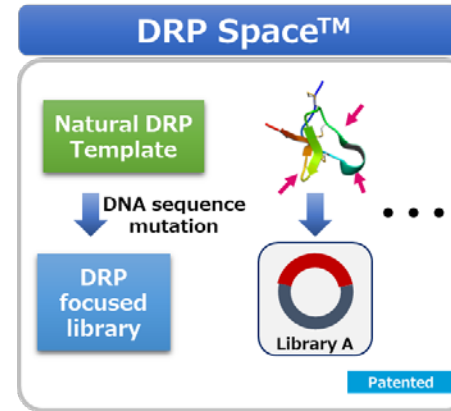 DRP Space™
Natural DRP
Template
DNA sequence
mutation
DRP
focused
library
Library A
Patented